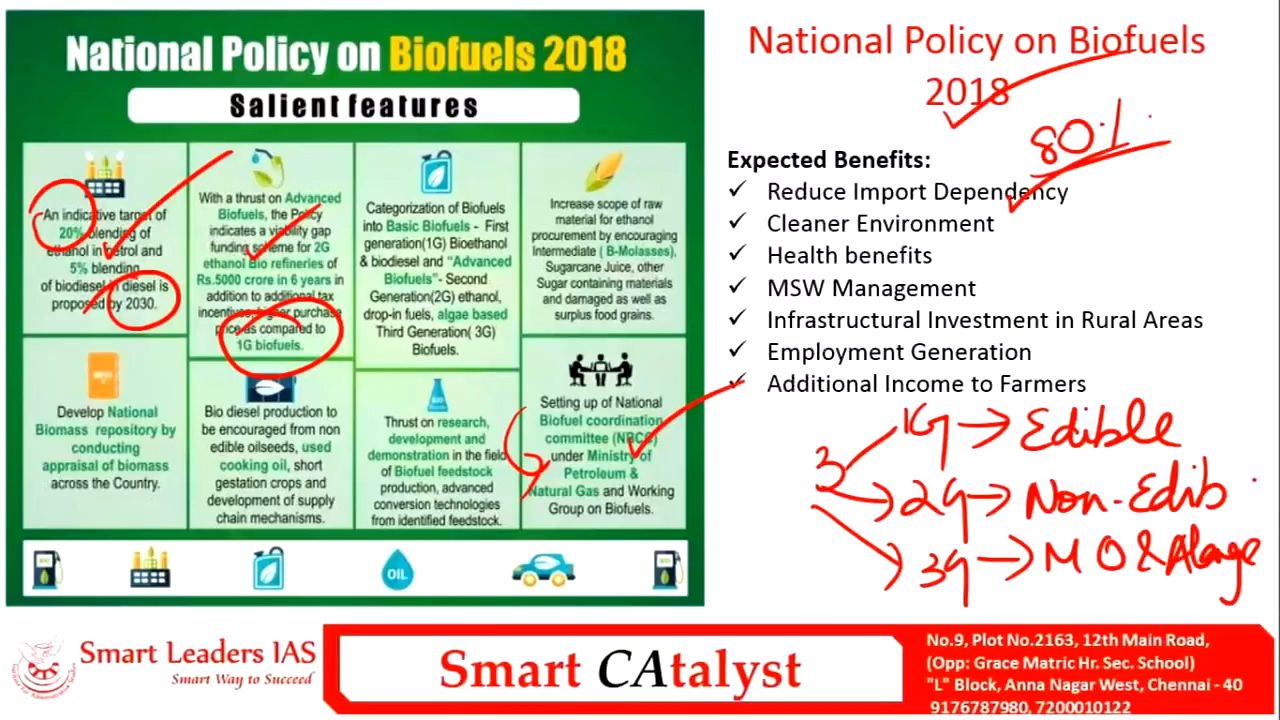 National Policy on Biofuels 2018
Salient features
An indicative target of
20% blending of
ethanol in petrol and
5% blending
of biodiesel in diesel is
proposed by 2030.
With a thrust on Advanced
Biofuels, the Policy
indicates a viability gap
funding scheme for 2G
ethanol Bio refineries of
Rs.5000 crore in 6 years in
addition to additional tax
incentives, higher purchase
price as compared to
1G biofuels.
Categorization of Biofuels
into Basic Biofuels - First
generation(1G) Bioethanol
& biodiesel and "Advanced
Biofuels"- Second
Generation(2G) ethanol,
drop-in fuels, algae based
Third Generation( 3G)
Biofuels.
Increase scope of raw
material for ethanol
procurement by encouraging
Intermediate ( B-Molasses),
Sugarcane Juice, other
Sugar containing materials
and damaged as well as
surplus food grains.
Develop National
Biomass repository by
conducting
appraisal of biomass
across the Country.
Bio diesel production to
be encouraged from non
edible oilseeds, used
cooking oil, short
gestation crops and
development of supply
chain mechanisms.
BIO
Thrust on research,
development and
demonstration in the field
of Biofuel feedstock
production, advanced
conversion technologies
from identified feedstock.
Setting up of National
Biofuel coordination
committee (NBCC)
under Ministry of
Petroleum &
Natural Gas and Working
Group on Biofuels.
OIL
National Policy on Biofuels
2018
80%
Expected Benefits:
✓ Reduce Import Dependency
✓ Cleaner Environment
✓ Health benefits
✓ MSW Management
✓ Infrastructural Investment in Rural Areas
✓ Employment Generation
✓ Additional Income to Farmers
3
1G → Edible
2G → Non-Edib
3G → M O & Alage
Smart Leaders IAS
Smart Way to Succeed
Smart CAtalyst
No.9, Plot No.2163, 12th Main Road,
(Opp: Grace Matric Hr. Sec. School)
"L" Block, Anna Nagar West, Chennai - 40
9176787980, 7200010122